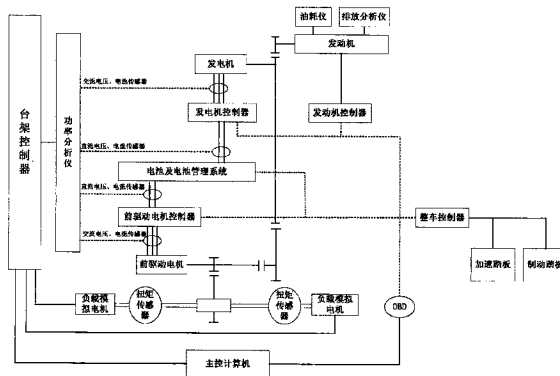 油耗仪
排放分析仪
发动机
发电机
交流电压、电流传感器
台架控制器
功率分析仪
发电机控制器
发动机控制器
直流电压、电流传感器
电池及电池管理系统
直流电压、电流传感器
前驱动电机控制器
整车控制器
交流电压、电流传感器
前驱动电机
加速踏板
制动踏板
负载模
拟电机
扭矩
传感
器
扭矩
传感
器
负载模拟
电机
OBD
主控计算机